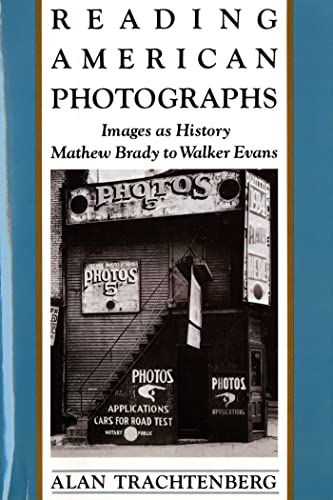 READING
AMERICAN
PHOTOGRAPHS
Images as History
Mathew Brady to Walker Evans
PHOTOS
5¢
PHOTOS
5¢
PHOTOS
APPLICATIONS
CARS FOR ROAD TEST
NOTARY PUBLIC
PHOTOS
APPLICATIONS
ALAN TRACHTENBERG